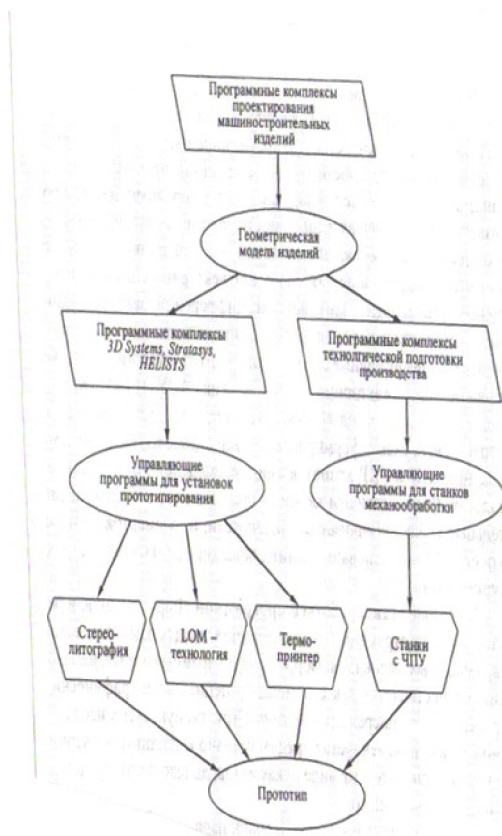 Программные комплексы
проектирования
машиностроительных
изделий
Геометрическая
модель изделий
Программные комплексы
3D Systems, Stratasys,
HELISYS
Программные комплексы
технлогической подготовки
производства
Управляющие
программы для установок
прототипирования
Управляющие
программы для станков
механообработки
Стерео-
литография
LOM –
технология
Термо-
принтер
Станки
с ЧПУ
Прототип